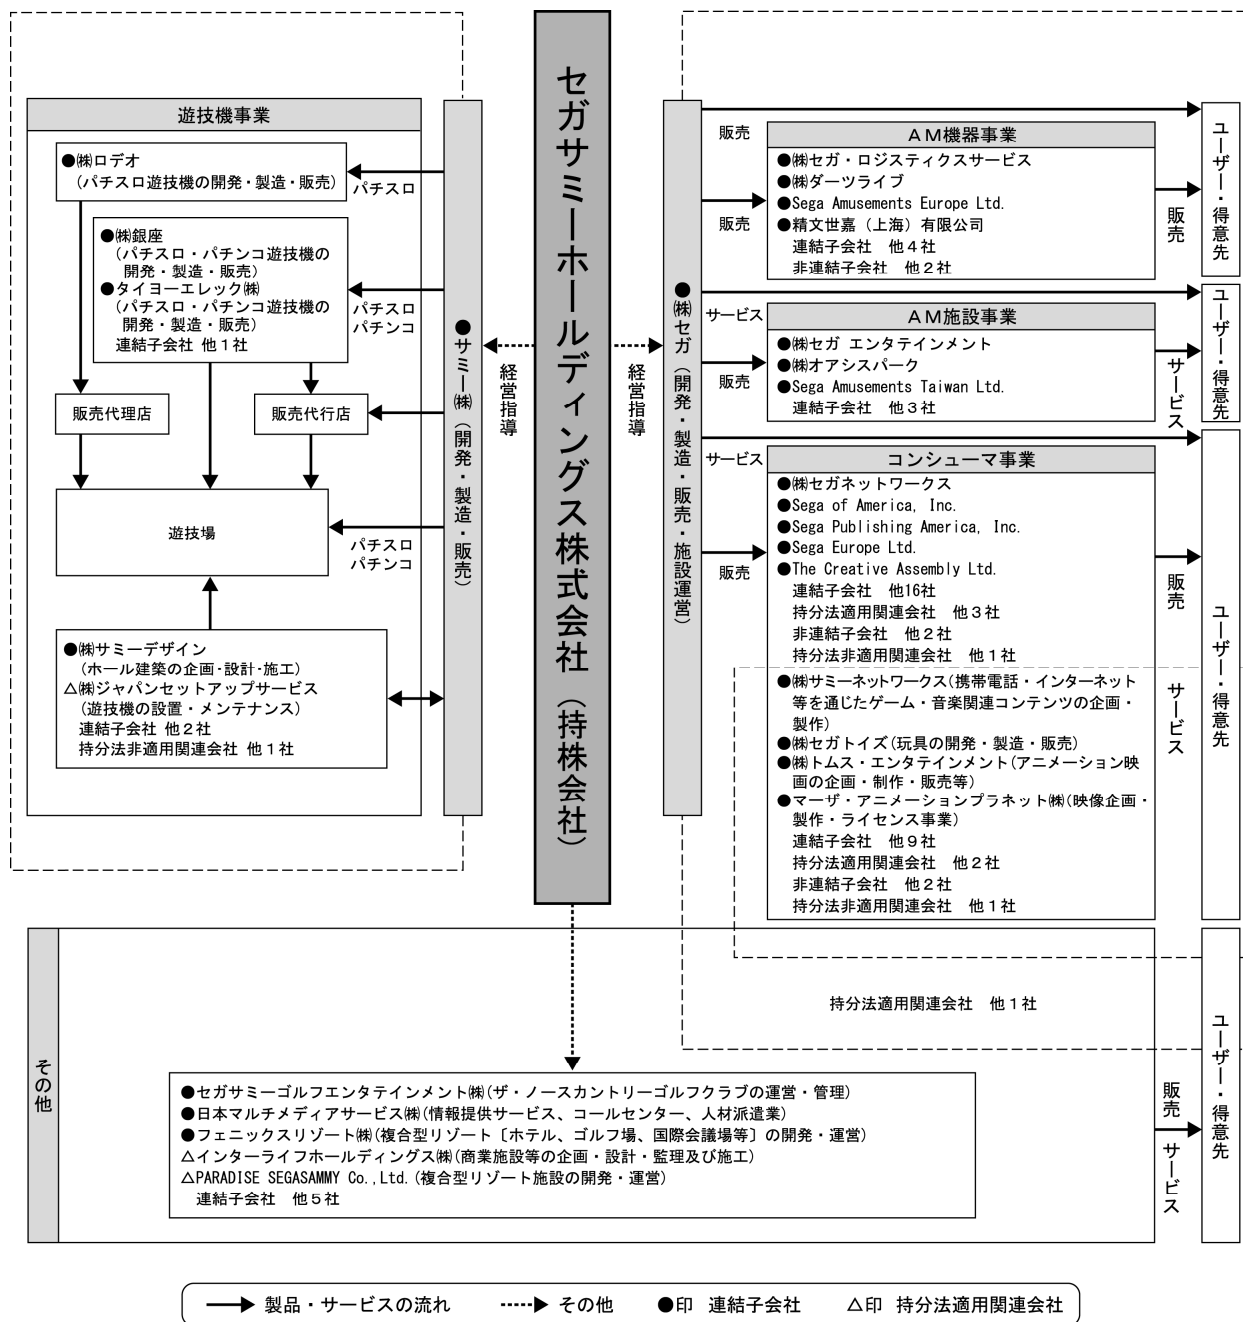 セガサミーホールディングス株式会社（持株会社）
経営指導
経営指導
●サミー㈱（開発・製造・販売）
遊技機事業
●㈱ロデオ
（パチスロ遊技機の開発・製造・販売）
パチスロ
●㈱銀座
（パチスロ・パチンコ遊技機の
開発・製造・販売）
●タイヨーエレック㈱
（パチスロ・パチンコ遊技機の
開発・製造・販売）
連結子会社 他１社
パチスロ
パチンコ
販売代理店
販売代行店
遊技場
パチスロ
パチンコ
●㈱サミーデザイン
（ホール建築の企画・設計・施工）
△㈱ジャパンセットアップサービス
（遊技機の設置・メンテナンス）
連結子会社 他２社
持分法非適用関連会社 他１社
●㈱セガ（開発・製造・販売・施設運営）
販売
ＡＭ機器事業
●㈱セガ・ロジスティクスサービス
●㈱ダーツライブ
●Sega Amusements Europe Ltd.
●精文世嘉（上海）有限公司
連結子会社　他４社
非連結子会社　他２社
販売
販売
ユーザー・得意先
サービス
ＡＭ施設事業
●㈱セガ エンタテインメント
●㈱オアシスパーク
●Sega Amusements Taiwan Ltd.
連結子会社　他３社
販売
サービス
ユーザー・得意先
サービス
コンシューマ事業
●㈱セガネットワークス
●Sega of America, Inc.
●Sega Publishing America, Inc.
●Sega Europe Ltd.
●The Creative Assembly Ltd.
連結子会社　他16社
持分法適用関連会社　他３社
非連結子会社　他２社
持分法非適用関連会社　他１社
●㈱サミーネットワークス（携帯電話・インターネット
等を通じたゲーム・音楽関連コンテンツの企画・
製作）
●㈱セガトイズ（玩具の開発・製造・販売）
●㈱トムス・エンタテインメント（アニメーション映
画の企画・制作・販売等）
●マーザ・アニメーションプラネット㈱（映像企画・
製作・ライセンス事業）
連結子会社　他９社
持分法適用関連会社　他２社
非連結子会社　他２社
持分法非適用関連会社　他１社
販売
販売
サービス
ユーザー・得意先
その他
持分法適用関連会社　他１社
●セガサミーゴルフエンタテインメント㈱（ザ・ノースカントリーゴルフクラブの運営・管理）
●日本マルチメディアサービス㈱（情報提供サービス、コールセンター、人材派遣業）
●フェニックスリゾート㈱（複合型リゾート〔ホテル、ゴルフ場、国際会議場等〕の開発・運営）
△インターライフホールディングス㈱（商業施設等の企画・設計・監理及び施工）
△PARADISE SEGASAMMY Co.,Ltd.（複合型リゾート施設の開発・運営）
連結子会社　他５社
販売
サービス
ユーザー・得意先
製品・サービスの流れ
その他
●印　連結子会社
△印　持分法適用関連会社